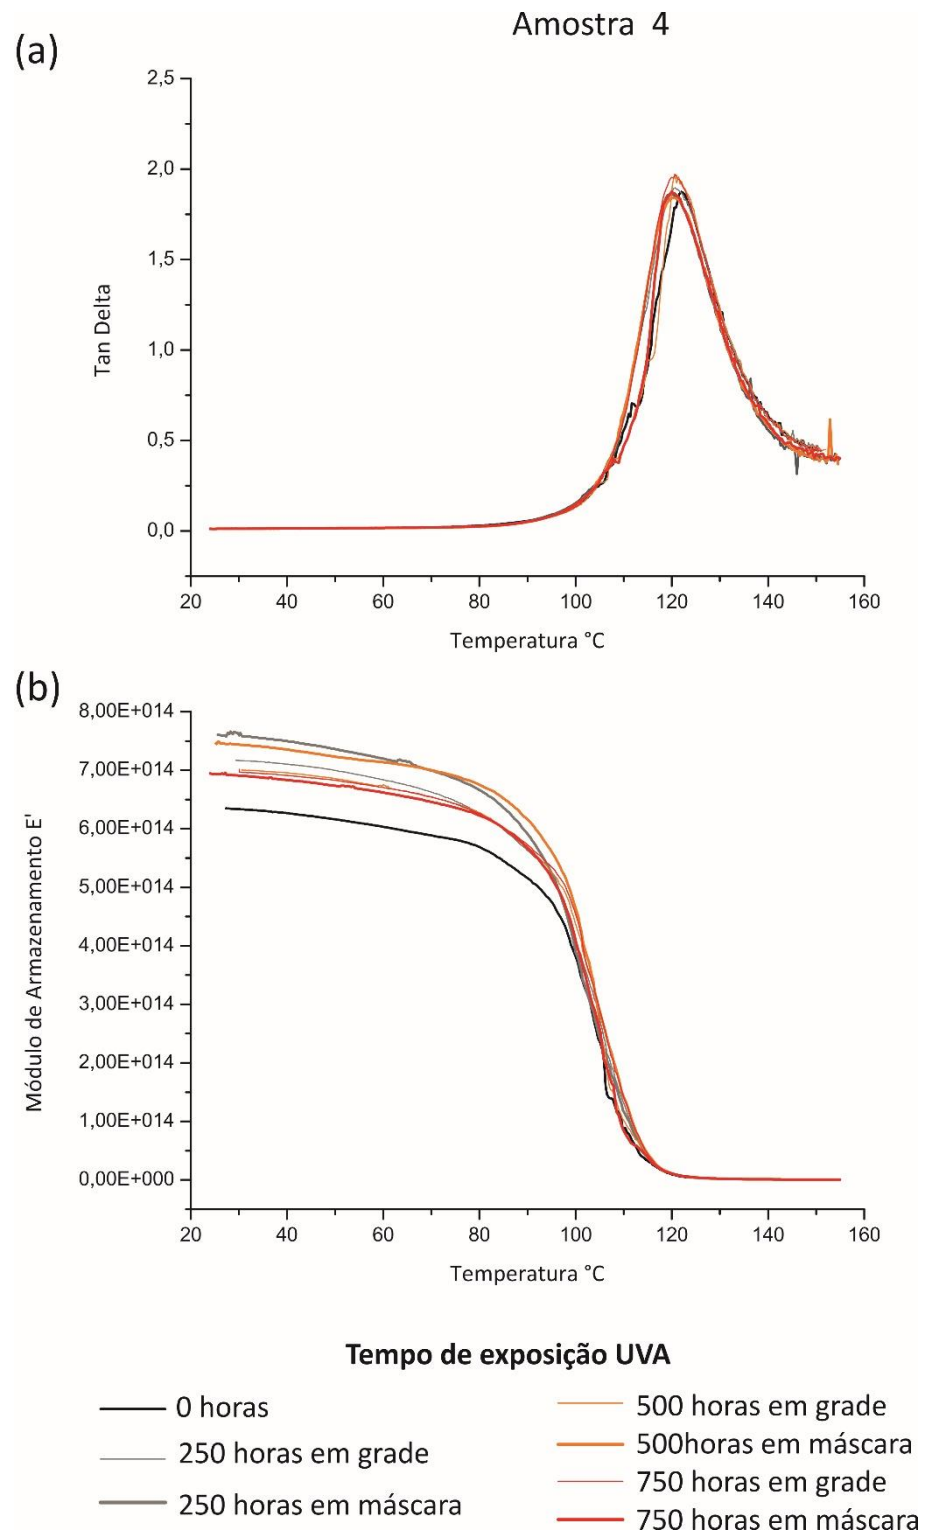 Amostra 4
(a)
2,5
2,0
1,5
1,0
0,5
0,0
Tan Delta
20 40 60 80 100 120 140 160
Temperatura °C
(b)
8,00E+014
7,00E+014
6,00E+014
5,00E+014
4,00E+014
3,00E+014
2,00E+014
1,00E+014
0,00E+000
Módulo de Armazenamento E'
20 40 60 80 100 120 140 160
Temperatura °C
Tempo de exposição UVA
0 horas
250 horas em grade
250 horas em máscara
500 horas em grade
500horas em máscara
750 horas em grade
750 horas em máscara